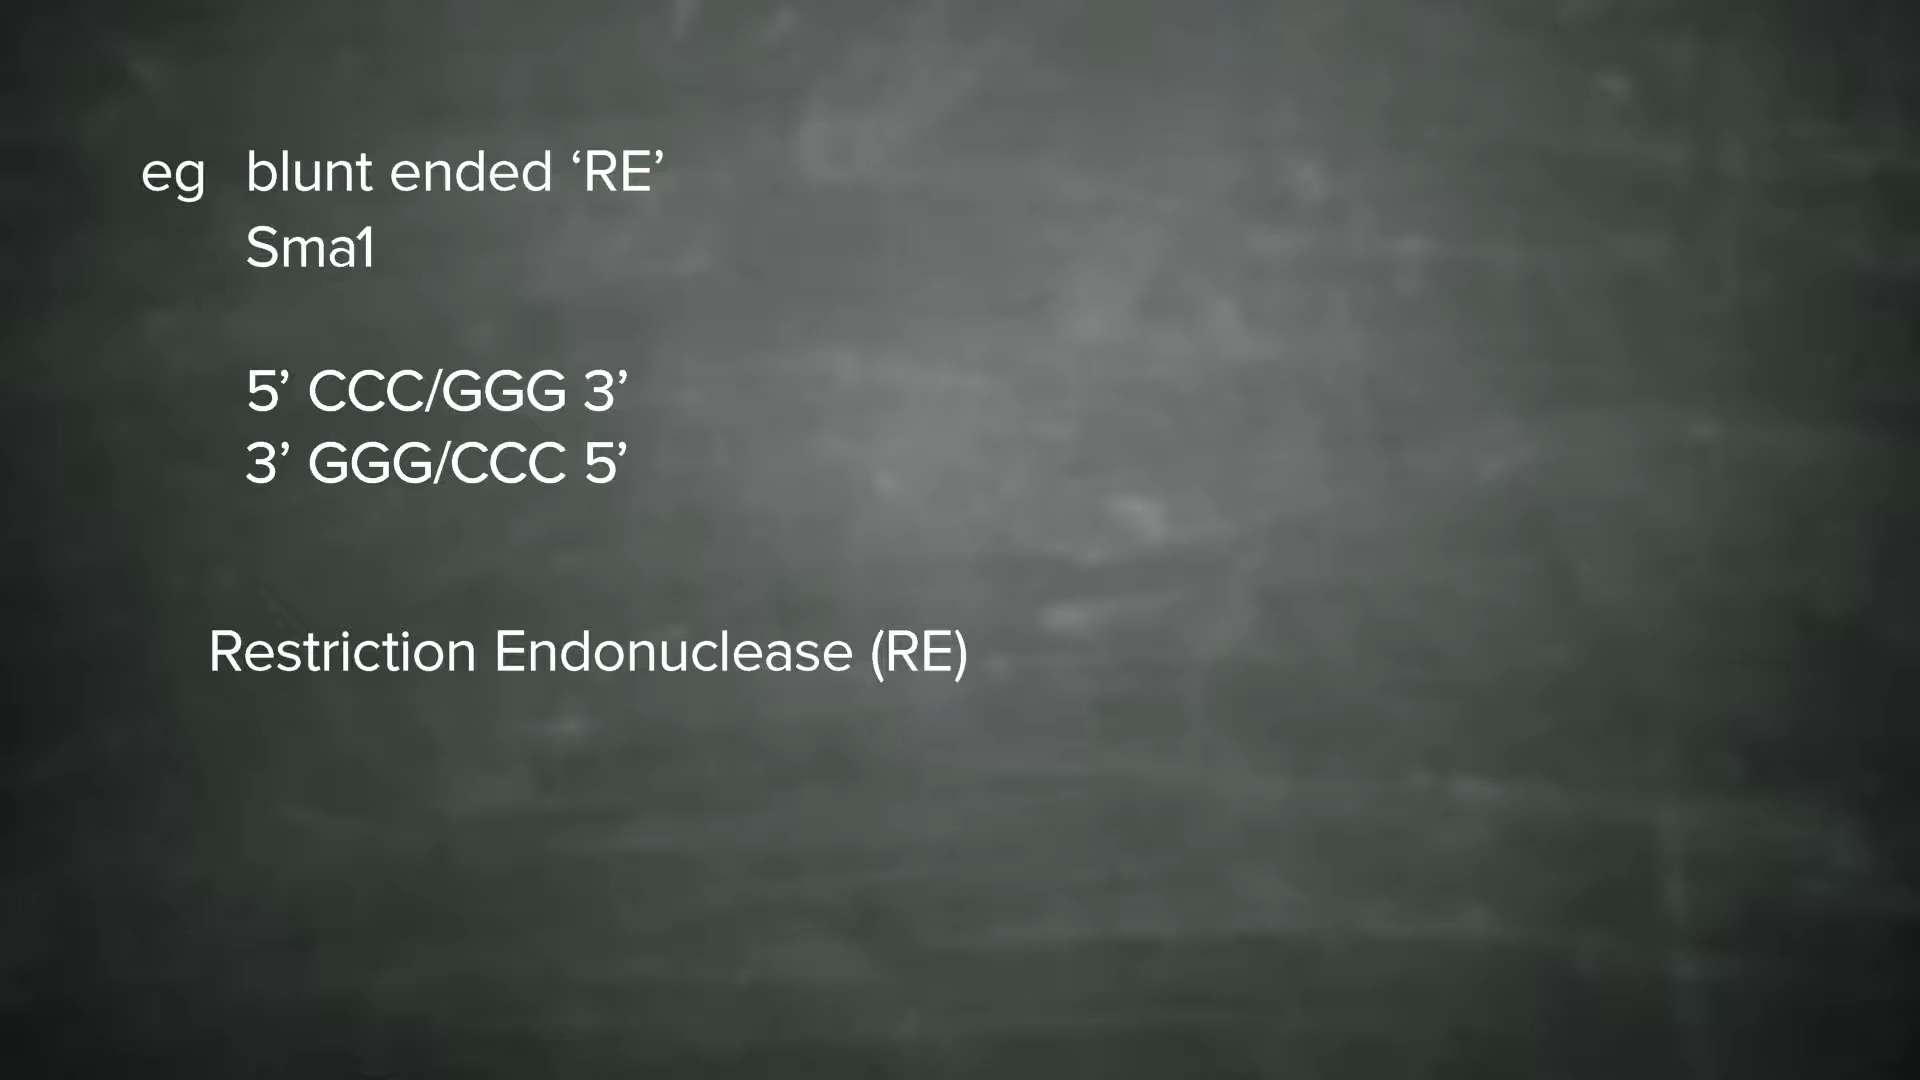 eg blunt ended ‘RE’
Sma1
5’ CCC/GGG 3’
3’ GGG/CCC 5’
Restriction Endonuclease (RE)